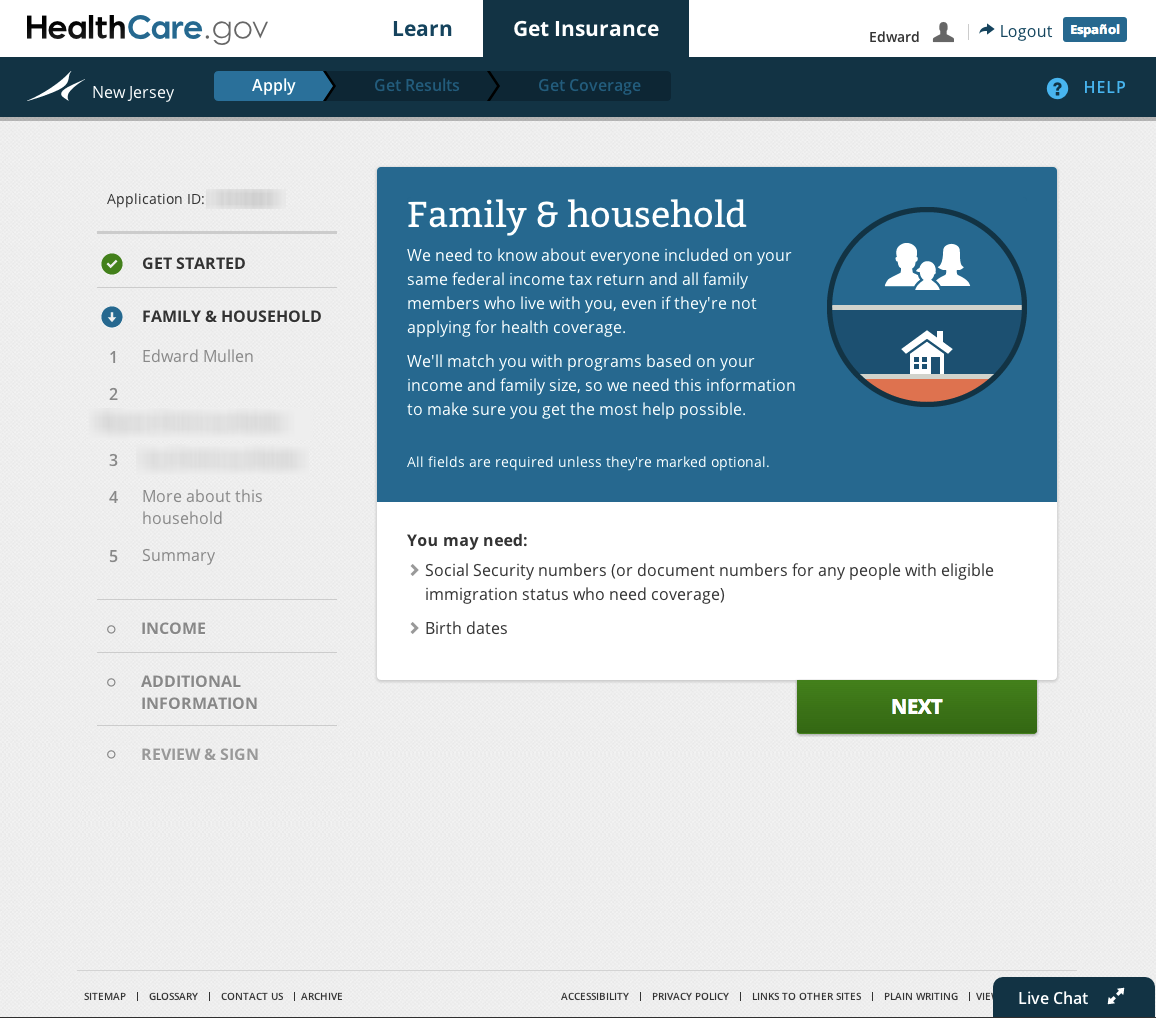 HealthCare.gov
Learn
Get Insurance
Edward
Logout
Español
New Jersey
Apply
Get Results
Get Coverage
? HELP
Application ID:
GET STARTED
FAMILY & HOUSEHOLD
1 Edward Mullen
2
3
4 More about this
household
5 Summary
INCOME
ADDITIONAL
INFORMATION
REVIEW & SIGN
Family & household
We need to know about everyone included on your
same federal income tax return and all family
members who live with you, even if they're not
applying for health coverage.
We'll match you with programs based on your
income and family size, so we need this information
to make sure you get the most help possible.
All fields are required unless they're marked optional.
You may need:
Social Security numbers (or document numbers for any people with eligible
immigration status who need coverage)
Birth dates
NEXT
SITEMAP | GLOSSARY | CONTACT US | ARCHIVE
ACCESSIBILITY | PRIVACY POLICY | LINKS TO OTHER SITES | PLAIN WRITING |
Live Chat